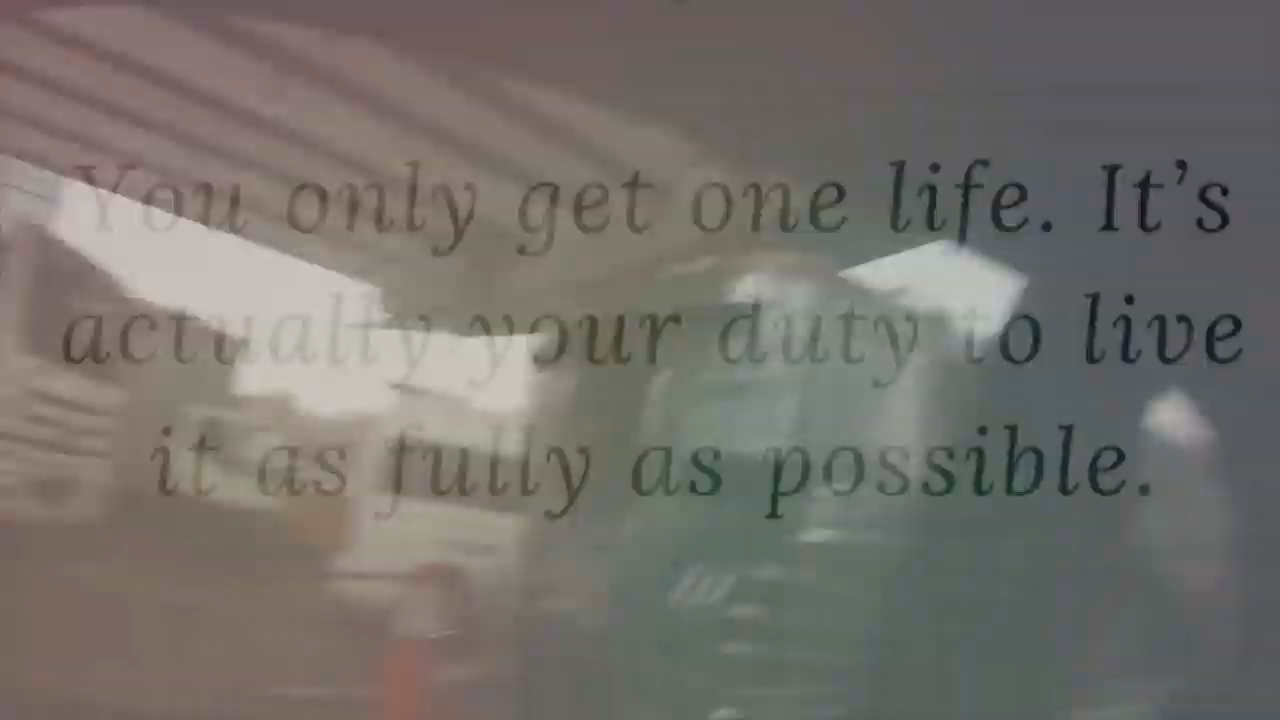 You only get one life. It’s
actually your duty to live
it as fully as possible.